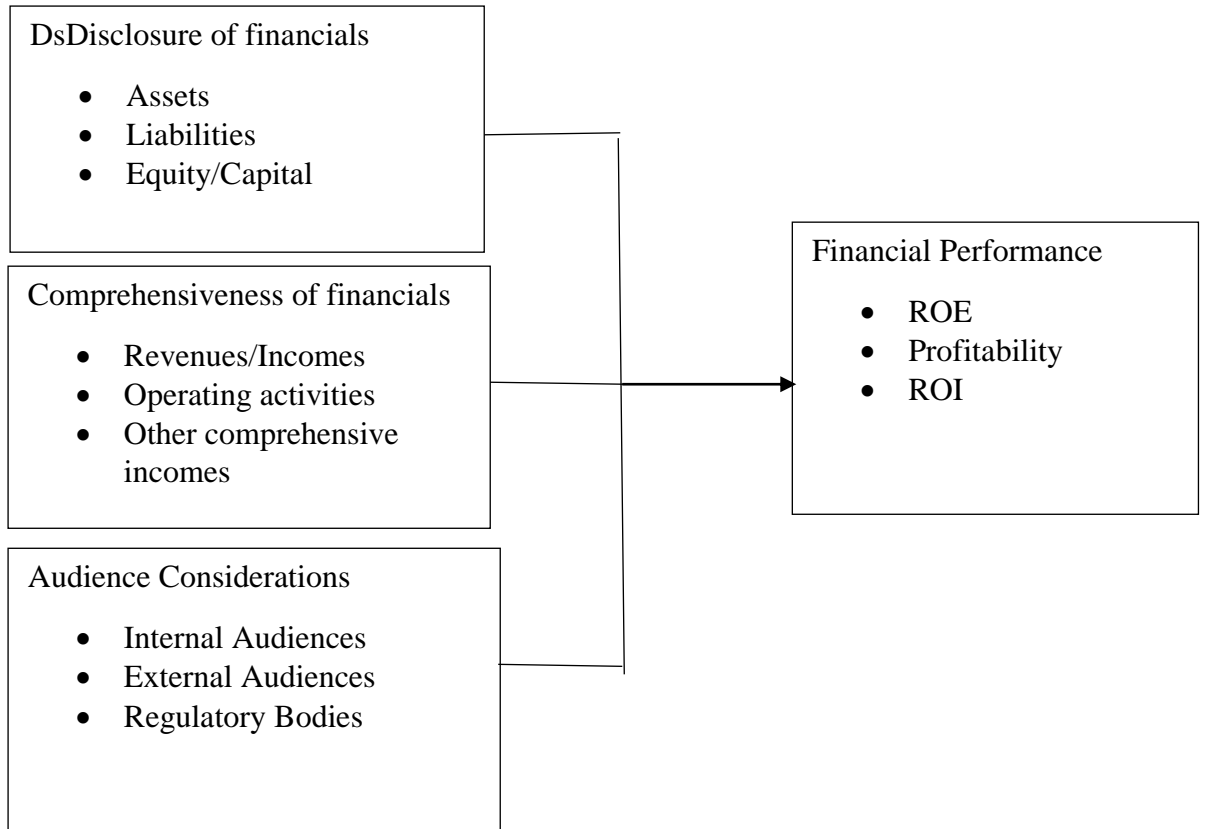 DsDisclosure of financials
• Assets
• Liabilities
• Equity/Capital
Comprehensiveness of financials
• Revenues/Incomes
• Operating activities
• Other comprehensive
incomes
Audience Considerations
• Internal Audiences
• External Audiences
• Regulatory Bodies
Financial Performance
• ROE
• Profitability
• ROI